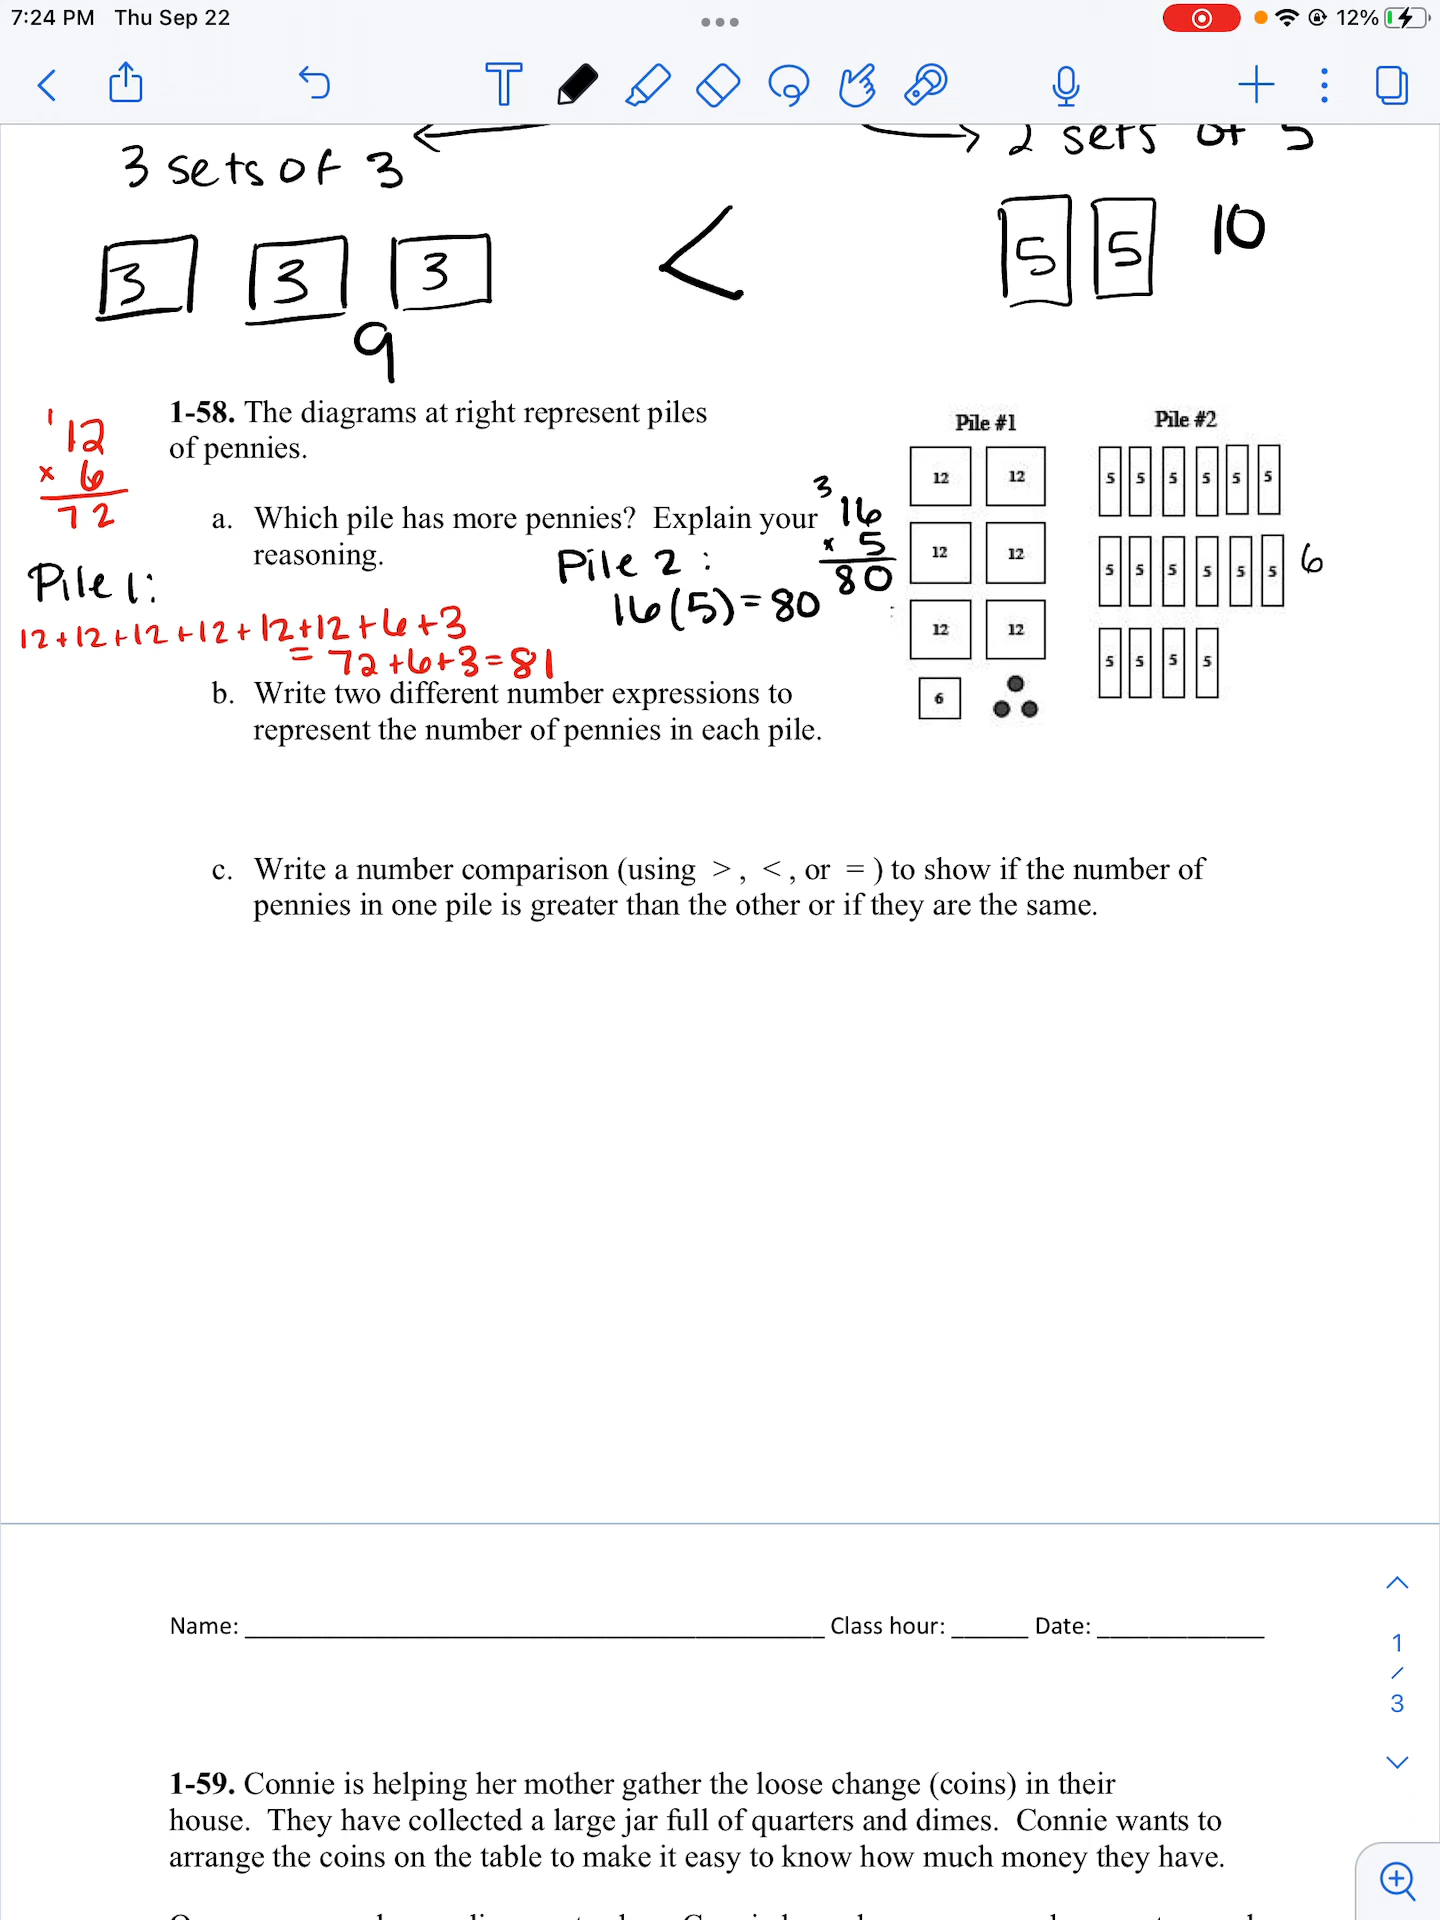 7:24 PM Thu Sep 22
12%
T
3 sets of 3
2 sets of 5
3 3 3
<
5 5 10
9
1-58. The diagrams at right represent piles
of pennies.
1
12
x 6
72
Pile #1
12 12
12 12
12 12
6
Pile #2
5 5 5 5 5 5
5 5 5 5 5 5 6
5 5 5 5
a. Which pile has more pennies? Explain your
reasoning.
3
16
x 5
80
Pile 1:
12+12+12+12+12+12+6+3
= 72+6+3=81
Pile 2 :
16(5)=80
b. Write two different number expressions to
represent the number of pennies in each pile.
c. Write a number comparison (using >, <, or = ) to show if the number of
pennies in one pile is greater than the other or if they are the same.
Name: Class hour: Date:
1
/
3
1-59. Connie is helping her mother gather the loose change (coins) in their
house. They have collected a large jar full of quarters and dimes. Connie wants to
arrange the coins on the table to make it easy to know how much money they have.